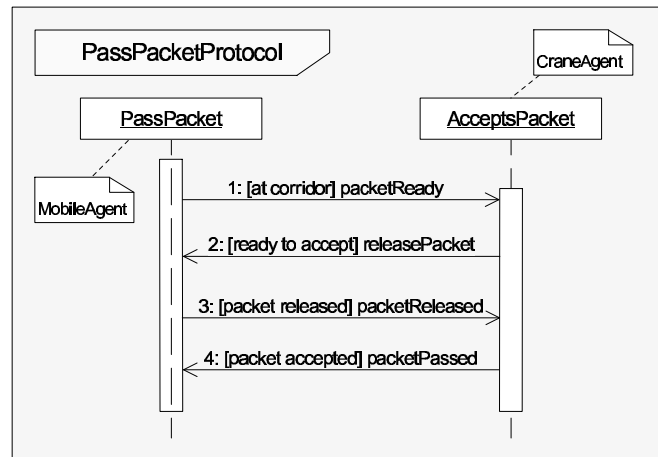 PassPacketProtocol
CraneAgent
PassPacket
AcceptsPacket
MobileAgent
1: [at corridor] packetReady
2: [ready to accept] releasePacket
3: [packet released] packetReleased
4: [packet accepted] packetPassed